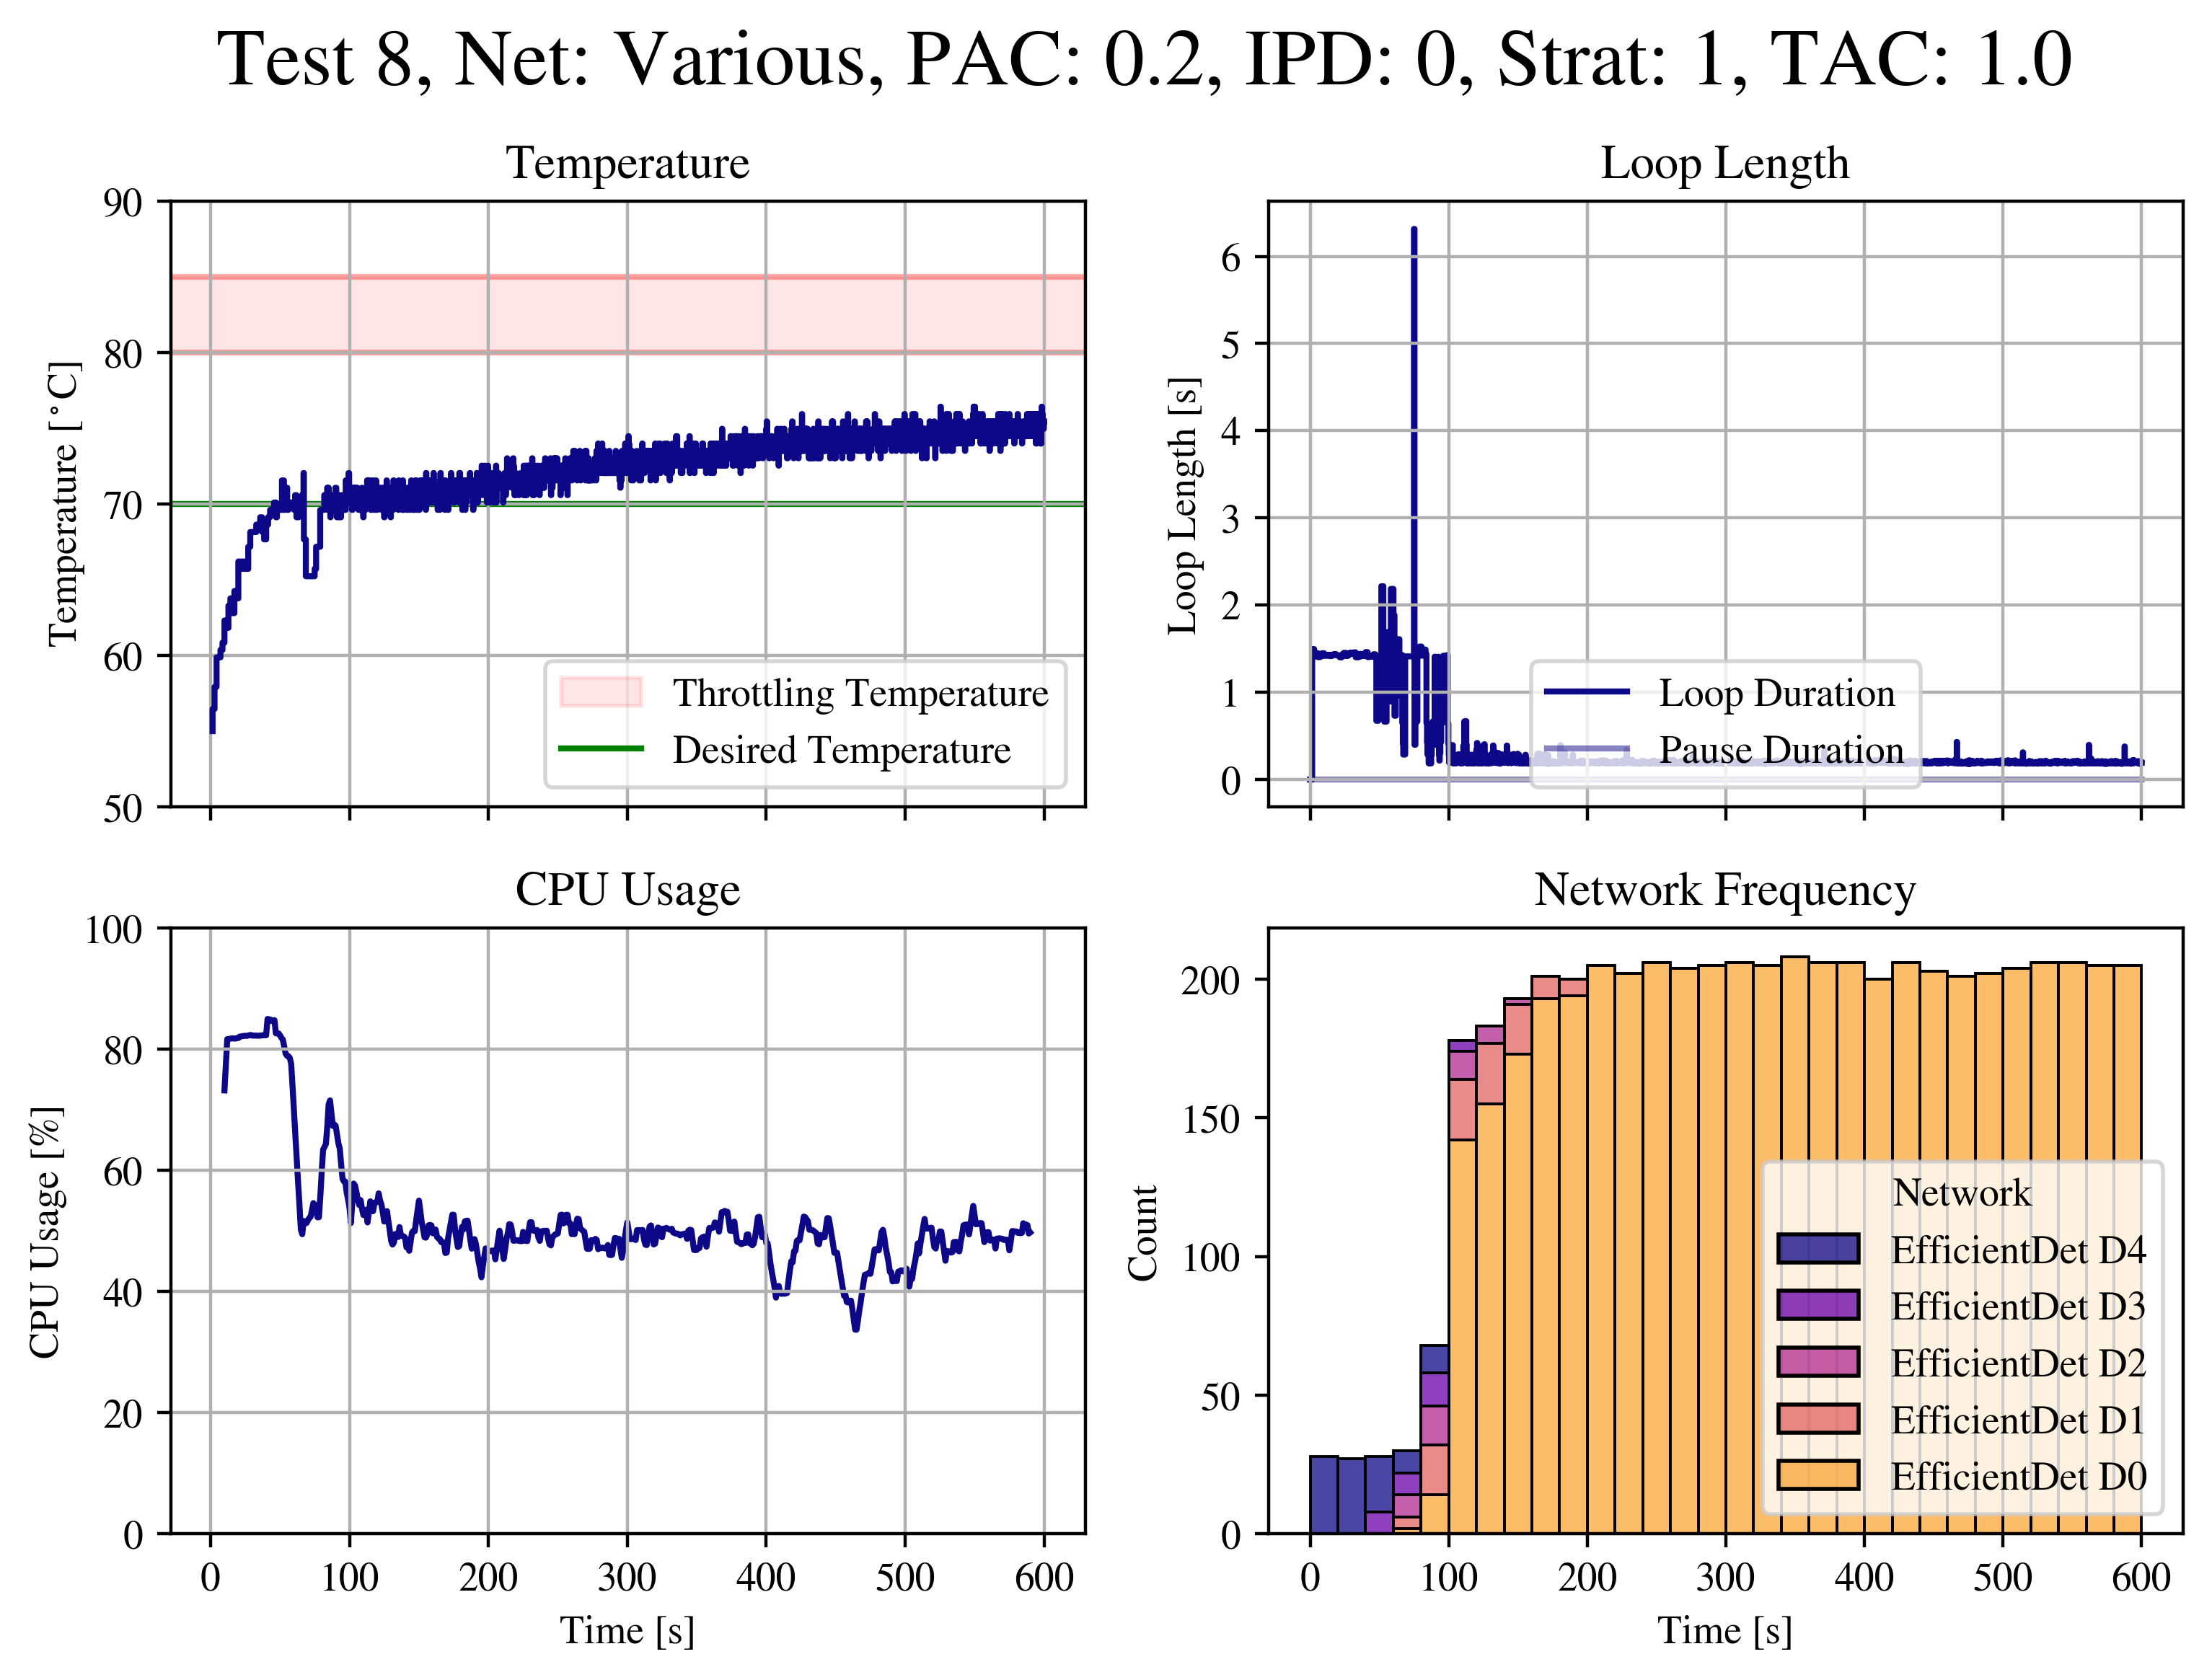 Test 8, Net: Various, PAC: 0.2, IPD: 0, Strat: 1, TAC: 1.0
Temperature
90
80
70
60
50
Temperature [°C]
Throttling Temperature
Desired Temperature
Loop Length
6
5
4
3
2
1
0
Loop Length [s]
Loop Duration
Pause Duration
CPU Usage
100
80
60
40
20
0
CPU Usage [%]
0 100 200 300 400 500 600
Time [s]
Network Frequency
200
150
100
50
0
Count
Network
EfficientDet D4
EfficientDet D3
EfficientDet D2
EfficientDet D1
EfficientDet D0
0 100 200 300 400 500 600
Time [s]